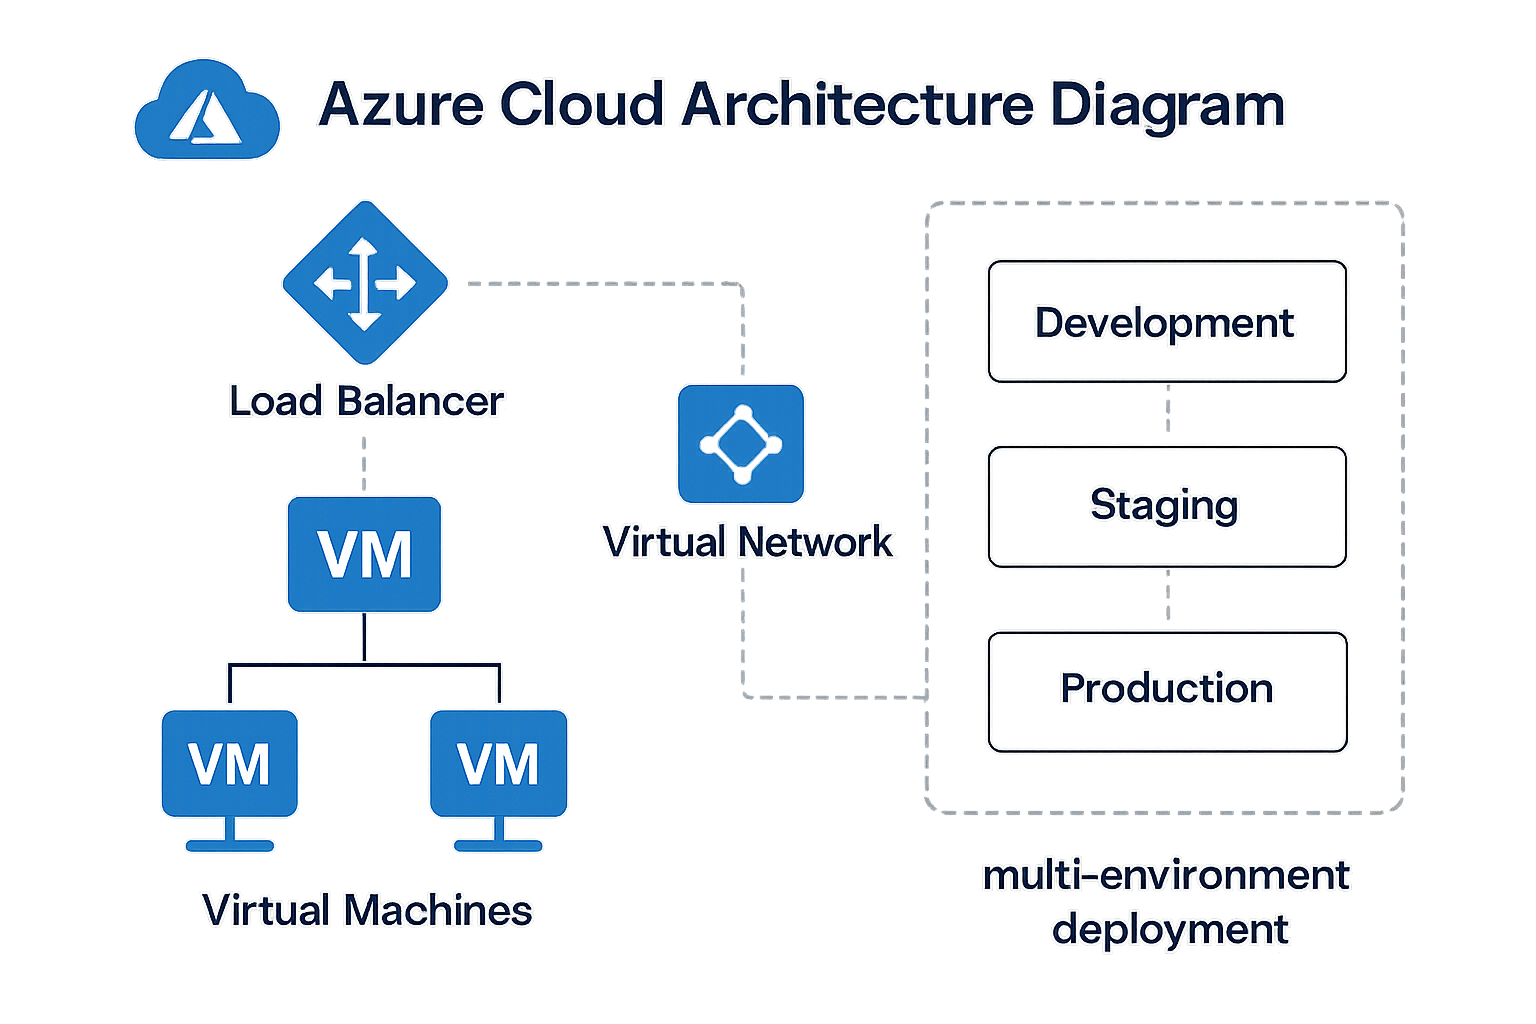 Azure Cloud Architecture Diagram
Load Balancer
VM
VM
VM
Virtual Machines
Virtual Network
Development
Staging
Production
multi-environment
deployment